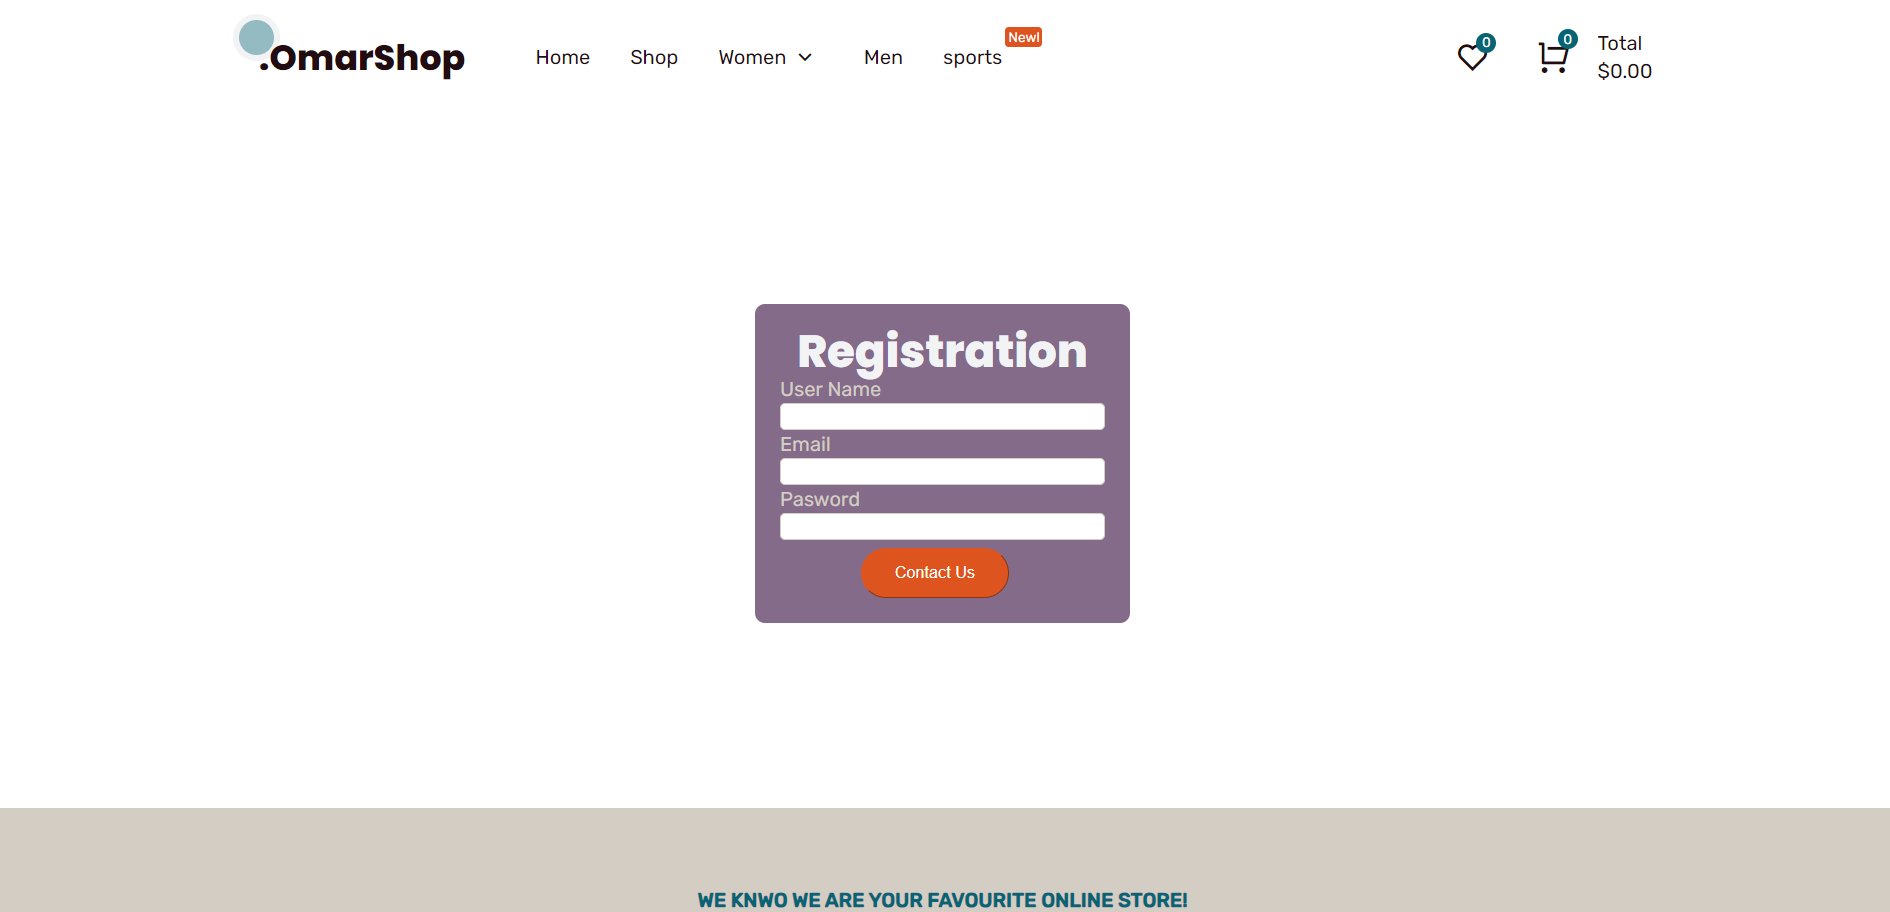 .OmarShop
Home
Shop
Women
Men
sports
New!
0
0
Total
$0.00
Registration
User Name
Email
Pasword
Contact Us
WE KNWO WE ARE YOUR FAVOURITE ONLINE STORE!